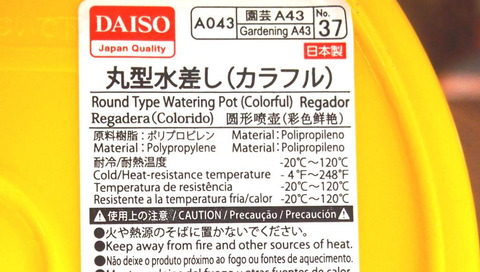 DAISO
Japan Quality
A043 園芸 A43 Gardening A43 No. 37
日本製
丸型水差し(カラフル)
Round Type Watering Pot (Colorful) Regador
Regadera(Colorido) 圆形喷壶(彩色鲜艳)
原料樹脂:ポリプロピレン Material:Polipropileno
Material:Polypropylene Material:Polipropileno
耐冷/耐熱温度 -20℃~120℃
Cold/Heat-resistance temperature -4°F~248°F
Temperatura de resistência -20℃~120℃
Resistente a la temperatura fría/calor -20℃~120℃
⚠使用上の注意/CAUTION/Precaução/Precaución
●火や熱源のそばに置かないでください。
●Keep away from fire and other sources of heat.
●Não deixe o produto próximo ao fogo ou fontes de aquecimento.